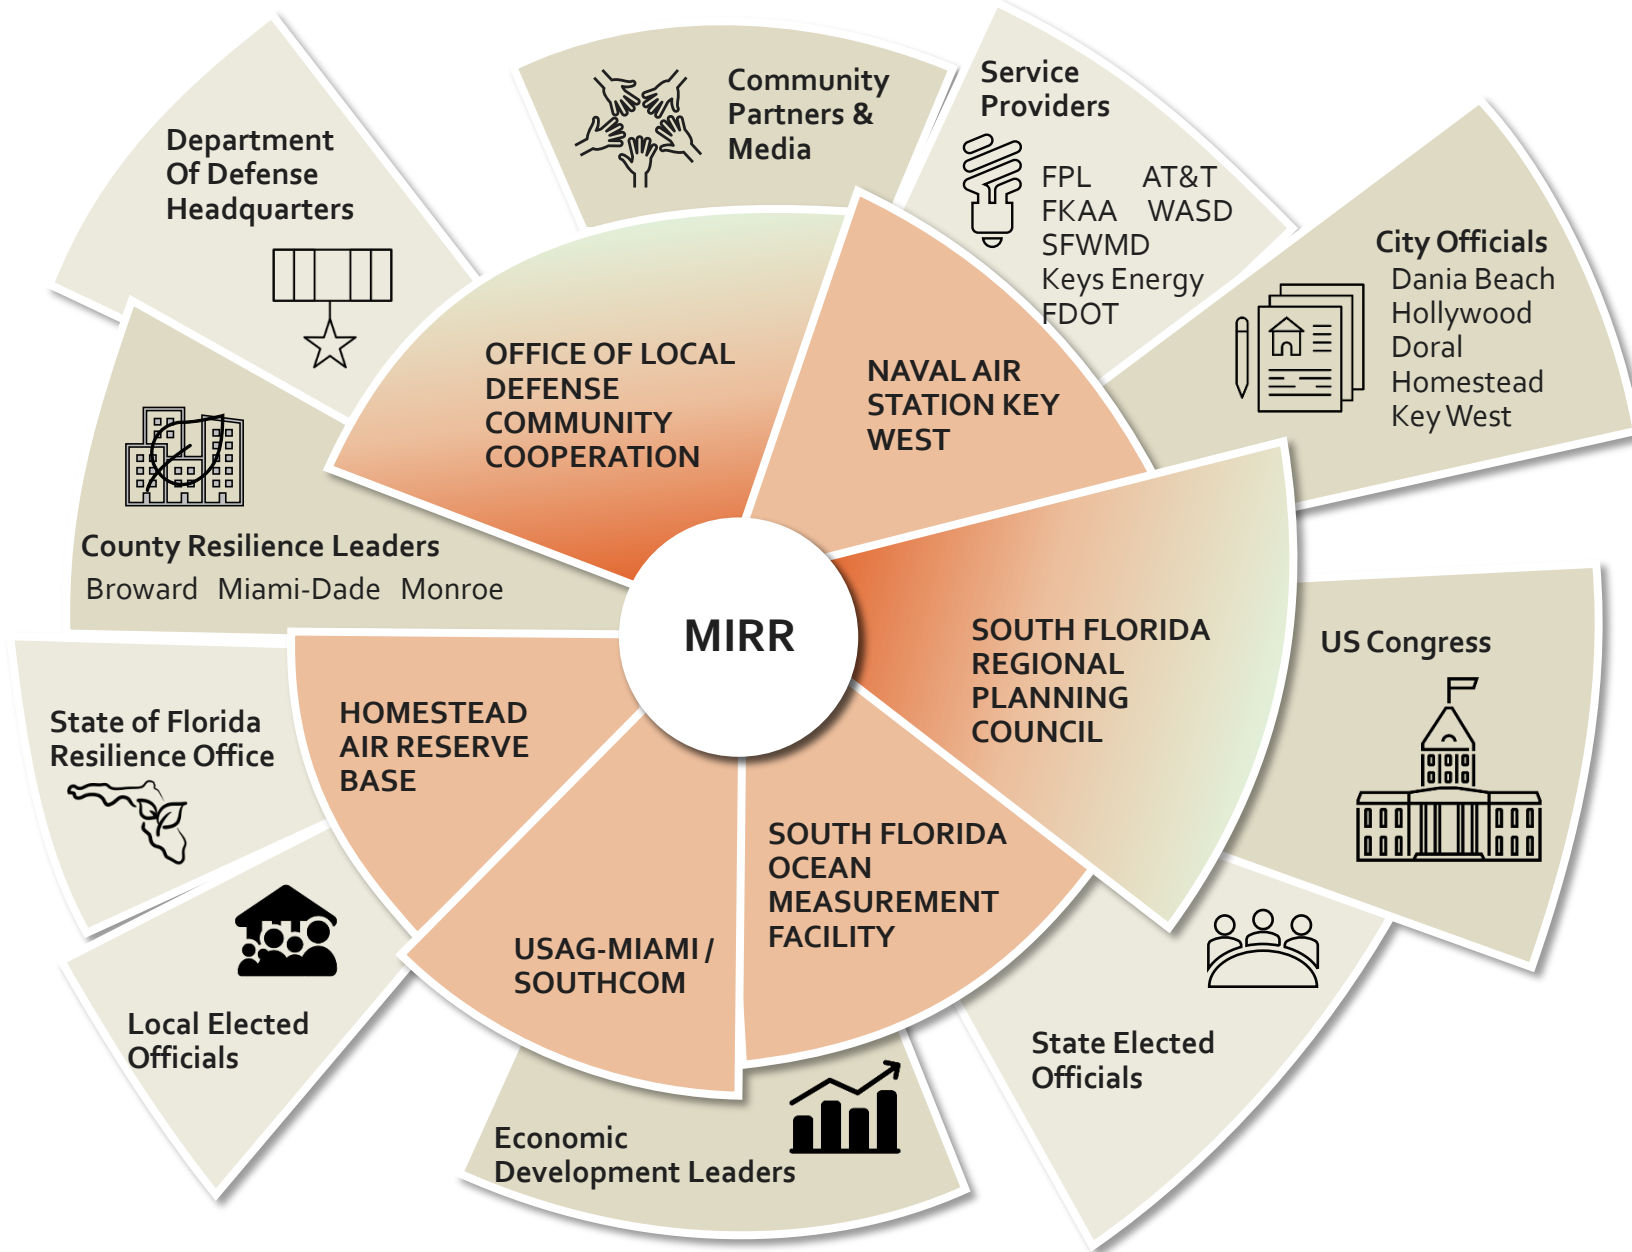 Community
Partners &
Media
Service
Providers
FPL AT&T
FKAA WASD
SFWMD
Keys Energy
FDOT
Department
Of Defense
Headquarters
City Officials
Dania Beach
Hollywood
Doral
Homestead
Key West
OFFICE OF LOCAL
DEFENSE
COMMUNITY
COOPERATION
NAVAL AIR
STATION KEY
WEST
County Resilience Leaders
Broward Miami-Dade Monroe
MIRR
SOUTH FLORIDA
REGIONAL
PLANNING
COUNCIL
US Congress
State of Florida
Resilience Office
HOMESTEAD
AIR RESERVE
BASE
SOUTH FLORIDA
OCEAN
MEASUREMENT
FACILITY
USAG-MIAMI /
SOUTHCOM
Local Elected
Officials
State Elected
Officials
Economic
Development Leaders